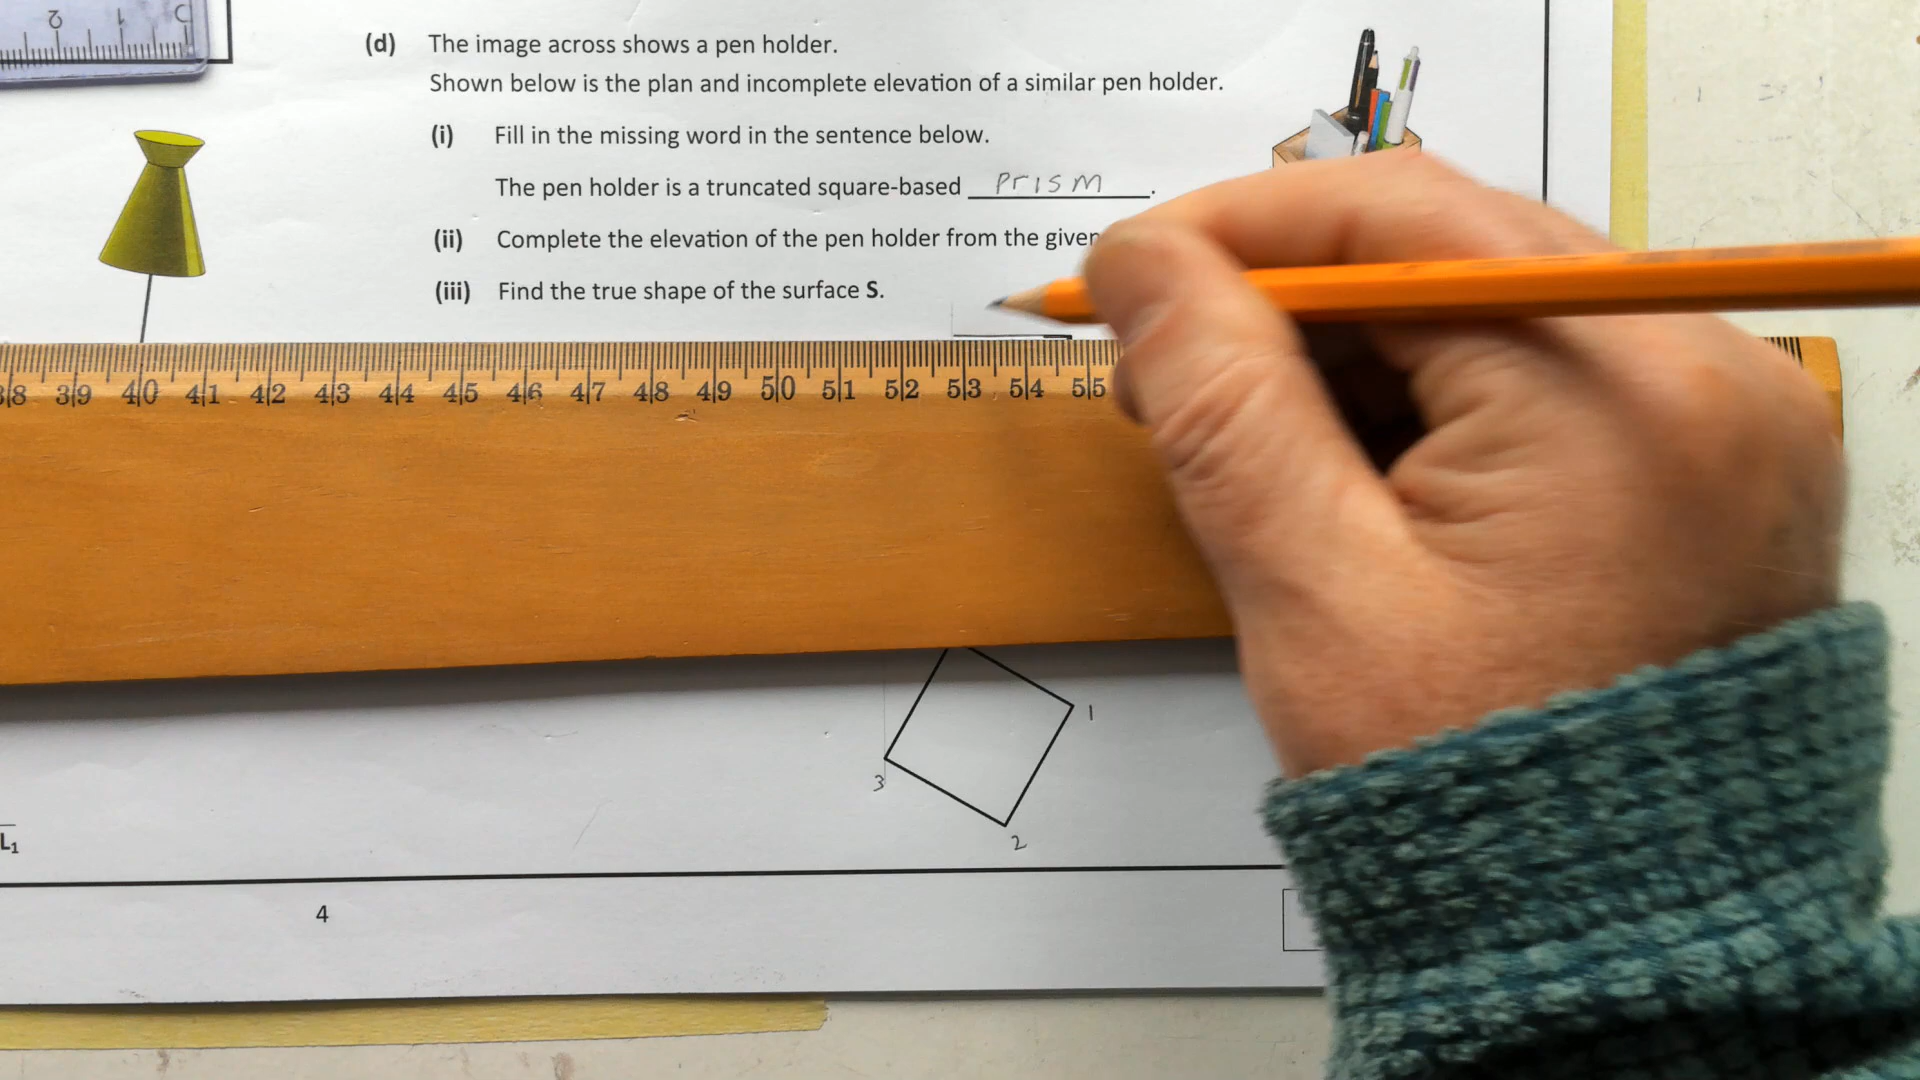 2 1 0
(d) The image across shows a pen holder.
Shown below is the plan and incomplete elevation of a similar pen holder.
(i) Fill in the missing word in the sentence below.
The pen holder is a truncated square-based Prism.
(ii) Complete the elevation of the pen holder from the given
(iii) Find the true shape of the surface S.
38 39 40 41 42 43 44 45 46 47 48 49 50 51 52 53 54 55
1
3
2
L₁
4